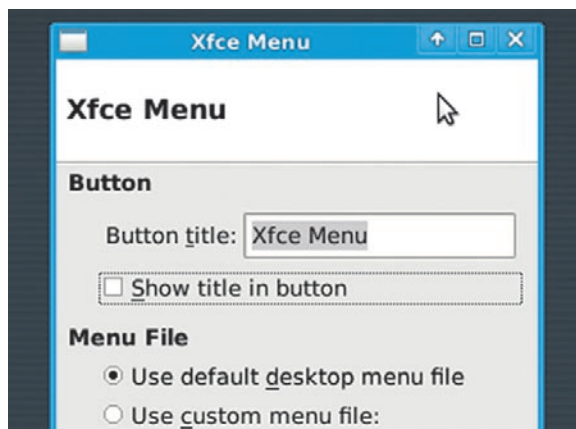 Xfce Menu
Xfce Menu
Button
Button title: Xfce Menu
Show title in button
Menu File
Use default desktop menu file
Use custom menu file: